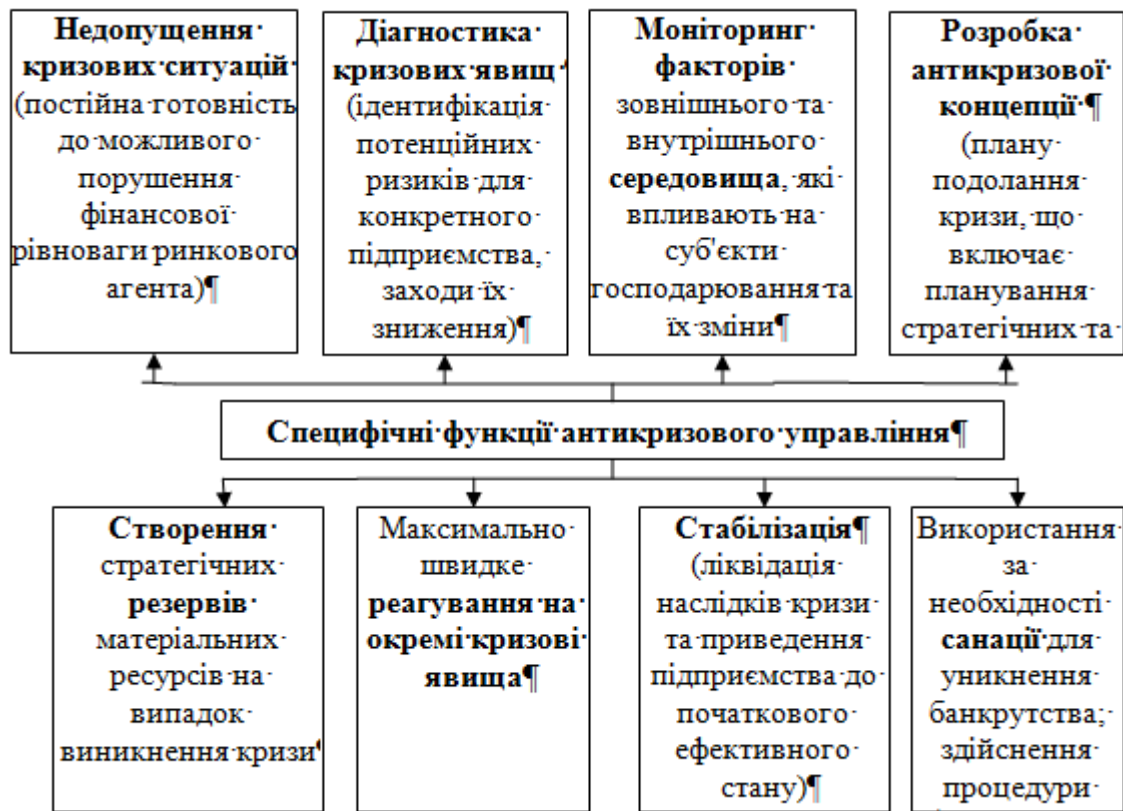 Недопущення
кризових ситуацій
(постійна готовність
до можливого
порушення
фінансової
рівноваги ринкового
агента)¶
Діагностика
кризових явищ
(ідентифікація
потенційних
ризиків для
конкретного
підприємства,
заходи їх
зниження)¶
Моніторинг
факторів
зовнішнього та
внутрішнього
середовища, які
впливають на
суб'єкти
господарювання та
їх зміни¶
Розробка
антикризової
концепції¶
(плану
подолання
кризи, що
включає
планування
стратегічних та
Специфічні функції антикризового управління¶
Створення
стратегічних
резервів
матеріальних
ресурсів на
випадок
виникнення кризи¶
Максимально
швидке
реагування на
окремі кризові
явища¶
Стабілізація¶
(ліквідація
наслідків кризи
та приведення
підприємства до
початкового
ефективного
стану)¶
Використання
за
необхідності
санації для
уникнення
банкрутства;
здійснення
процедури